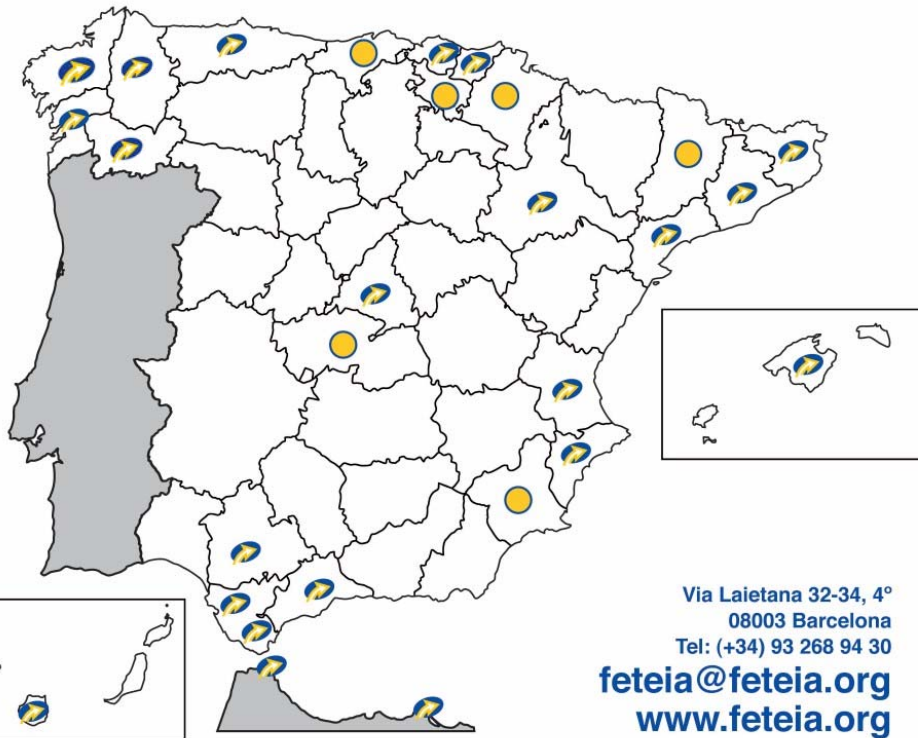 Via Laietana 32-34, 4º
08003 Barcelona
Tel: (+34) 93 268 94 30
feteia@feteia.org
www.feteia.org